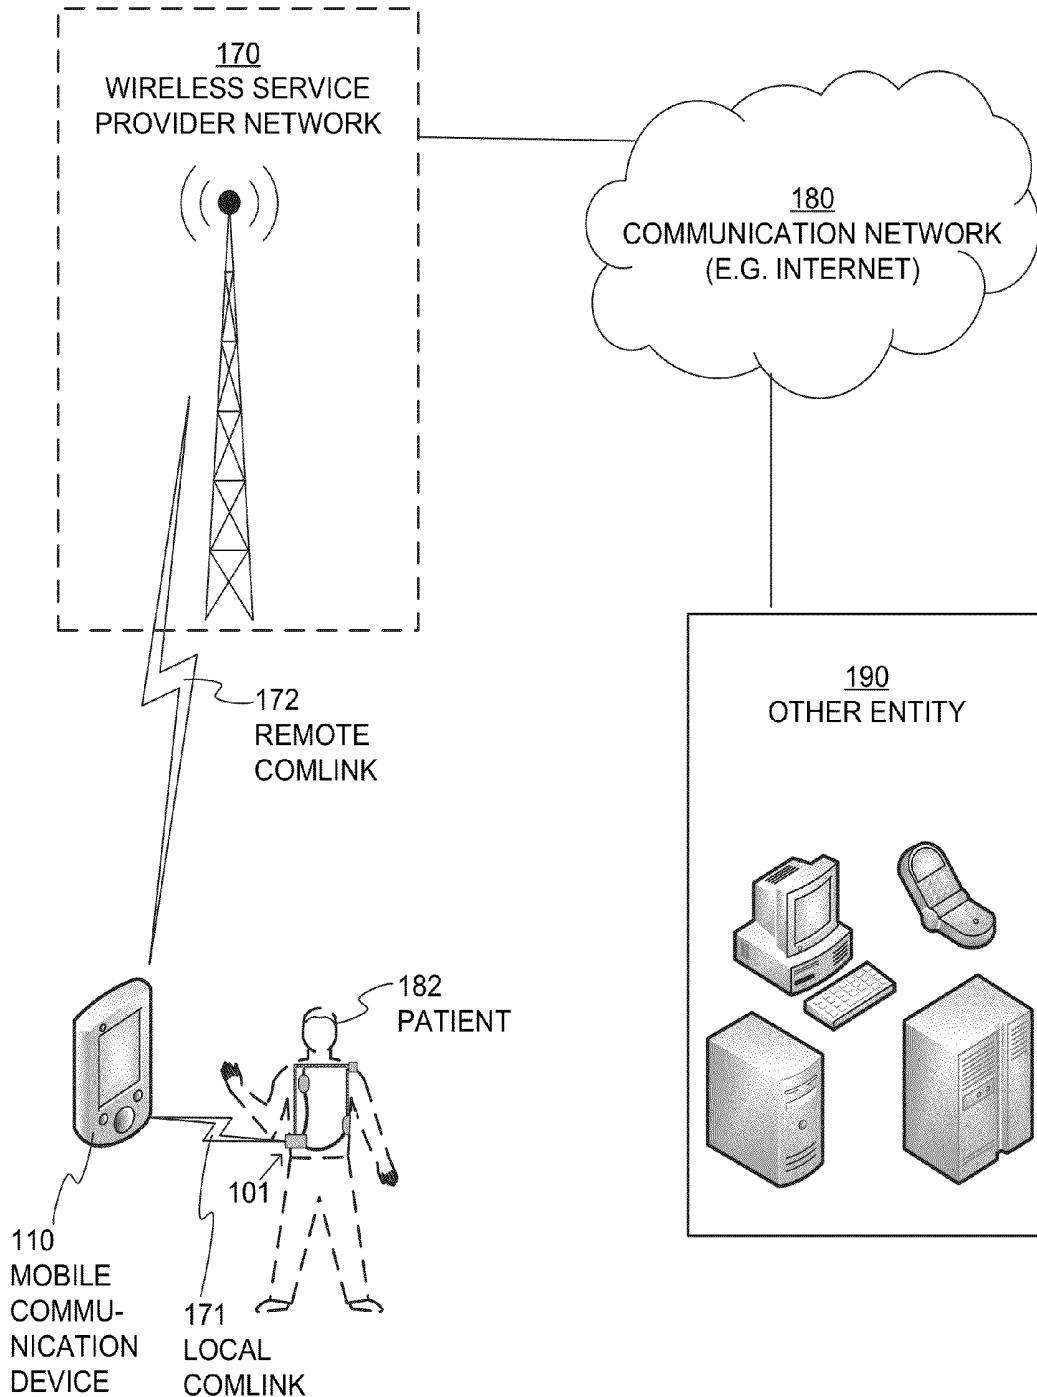 170
WIRELESS SERVICE
PROVIDER NETWORK
180
COMMUNICATION NETWORK
(E.G. INTERNET)
172
REMOTE
COMLINK
190
OTHER ENTITY
182
PATIENT
101
110
MOBILE
COMMU-
NICATION
DEVICE
171
LOCAL
COMLINK